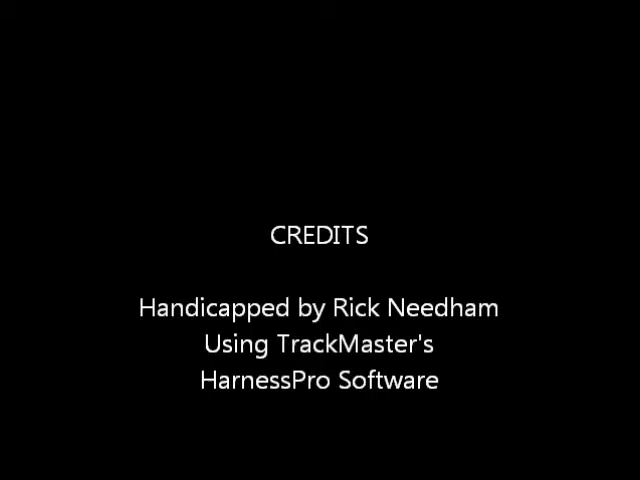 CREDITS
Handicapped by Rick Needham
Using TrackMaster's
HarnessPro Software